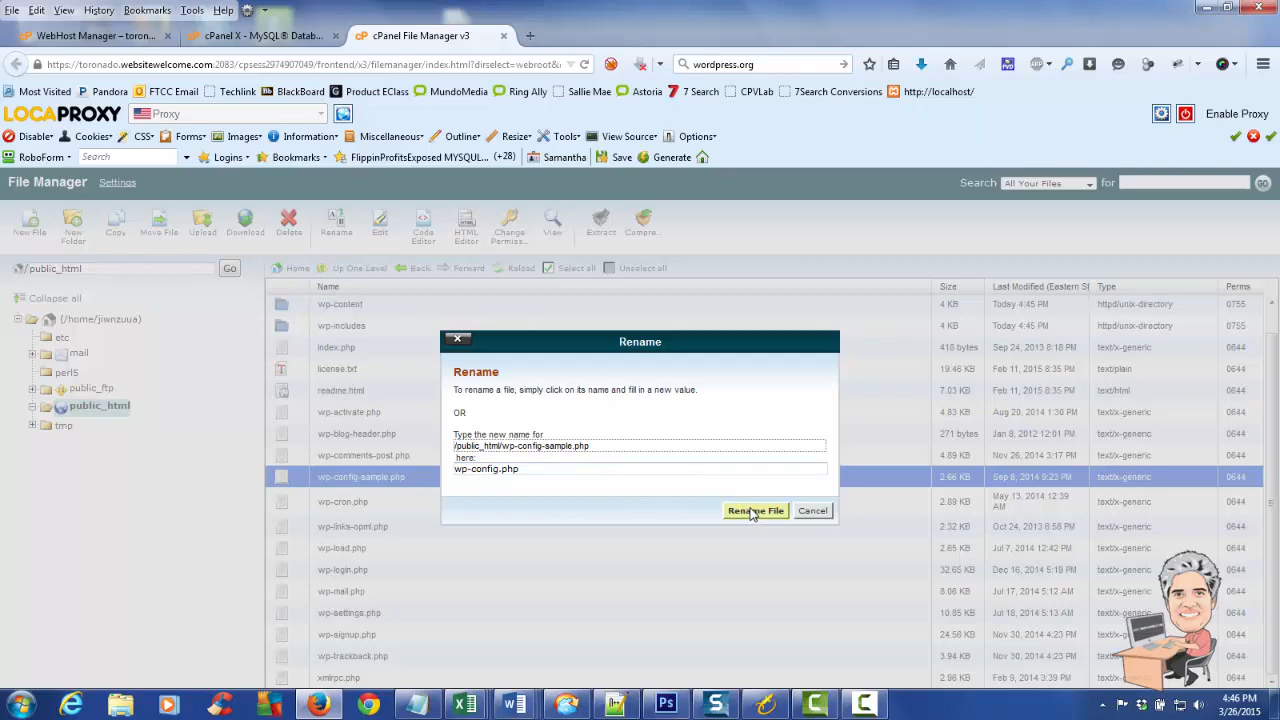 File Edit View History Bookmarks Tools Help
WebHost Manager – toron... × cPanel X - MySQL® Datab... × cPanel File Manager v3 × +
https://toronado.websitewelcome.com:2083/cpsess2974907049/frontend/x3/filemanager/index.html?dirselect=webroot&
wordpress.org
Most Visited Pandora FTCC Email Techlink BlackBoard Product EClass MundoMedia Ring Ally Sallie Mae Astoria 7 Search CPVLab 7Search Conversions http://localhost/
LOCAPROXY Proxy Enable Proxy
Disable Cookies CSS Forms Images Information Miscellaneous Outline Resize Tools View Source Options
RoboForm Search Logins Bookmarks FlippinProfitsExposed MYSQL... (+28) Samantha Save Generate
File Manager Settings Search All Your Files for GO
New File New Folder Copy Move File Upload Download Delete Rename Edit Code Editor HTML Editor Change Permiss... View Extract Compre...
/public_html Go Home Up One Level Back Forward Reload Select all Unselect all
Collapse all
(/home/jiwnzuua)
etc
mail
perl5
public_ftp
public_html
tmp
Name Size Last Modified (Eastern St Type Perms
wp-content 4 KB Today 4:45 PM httpd/unix-directory 0755
wp-includes 4 KB Today 4:45 PM httpd/unix-directory 0755
index.php 418 bytes Sep 24, 2013 8:18 PM text/x-generic 0644
license.txt 19.46 KB Feb 11, 2015 8:35 PM text/plain 0644
readme.html 7.03 KB Feb 11, 2015 8:35 PM text/html 0644
wp-activate.php 4.83 KB Aug 20, 2014 1:30 PM text/x-generic 0644
wp-blog-header.php 271 bytes Jan 8, 2012 12:01 PM text/x-generic 0644
wp-comments-post.php 4.89 KB Nov 26, 2014 3:17 PM text/x-generic 0644
wp-config-sample.php 2.66 KB Sep 8, 2014 9:23 PM text/x-generic 0644
wp-cron.php 2.89 KB May 13, 2014 12:39 AM text/x-generic 0644
wp-links-opml.php 2.32 KB Oct 24, 2013 6:58 PM text/x-generic 0644
wp-load.php 2.65 KB Jul 7, 2014 12:42 PM text/x-generic 0644
wp-login.php 32.65 KB Dec 16, 2014 5:19 PM text/x-generic 0644
wp-mail.php 8.06 KB Jul 17, 2014 5:12 AM text/x-generic 0644
wp-settings.php 10.85 KB Jul 18, 2014 5:13 AM text/x-generic 0644
wp-signup.php 24.56 KB Nov 30, 2014 4:23 PM text/x-generic 0644
wp-trackback.php 3.94 KB Nov 30, 2014 4:23 PM text/x-generic 0644
xmlrpc.php 2.96 KB
Rename
Rename
To rename a file, simply click on its name and fill in a new value.
OR
Type the new name for
/public_html/wp-config-sample.php
here:
wp-config.php
Rename File Cancel
4:46 PM
3/26/2015